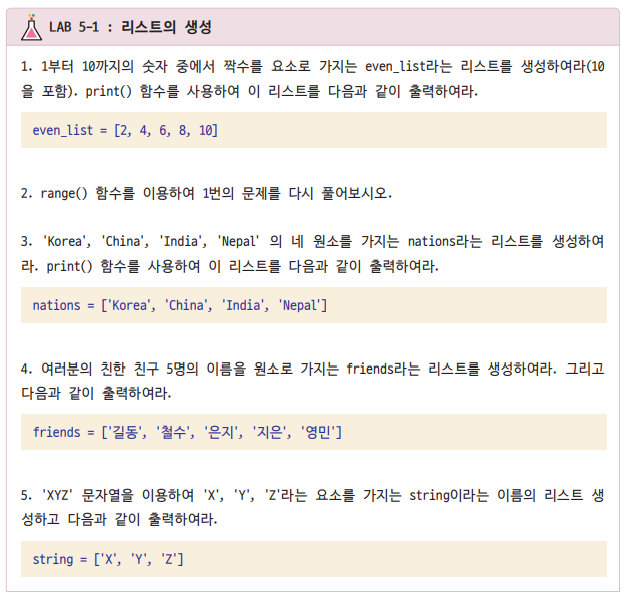 LAB 5-1 : 리스트의 생성
1. 1부터 10까지의 숫자 중에서 짝수를 요소로 가지는 even_list라는 리스트를 생성하여라(10
을 포함). print() 함수를 사용하여 이 리스트를 다음과 같이 출력하여라.
even_list = [2, 4, 6, 8, 10]
2. range() 함수를 이용하여 1번의 문제를 다시 풀어보시오.
3. 'Korea', 'China', 'India', 'Nepal' 의 네 원소를 가지는 nations라는 리스트를 생성하여
라. print() 함수를 사용하여 이 리스트를 다음과 같이 출력하여라.
nations = ['Korea', 'China', 'India', 'Nepal']
4. 여러분의 친한 친구 5명의 이름을 원소로 가지는 friends라는 리스트를 생성하여라. 그리고
다음과 같이 출력하여라.
friends = ['길동', '철수', '은지', '지은', '영민']
5. 'XYZ' 문자열을 이용하여 'X', 'Y', 'Z'라는 요소를 가지는 string이라는 이름의 리스트 생
성하고 다음과 같이 출력하여라.
string = ['X', 'Y', 'Z']